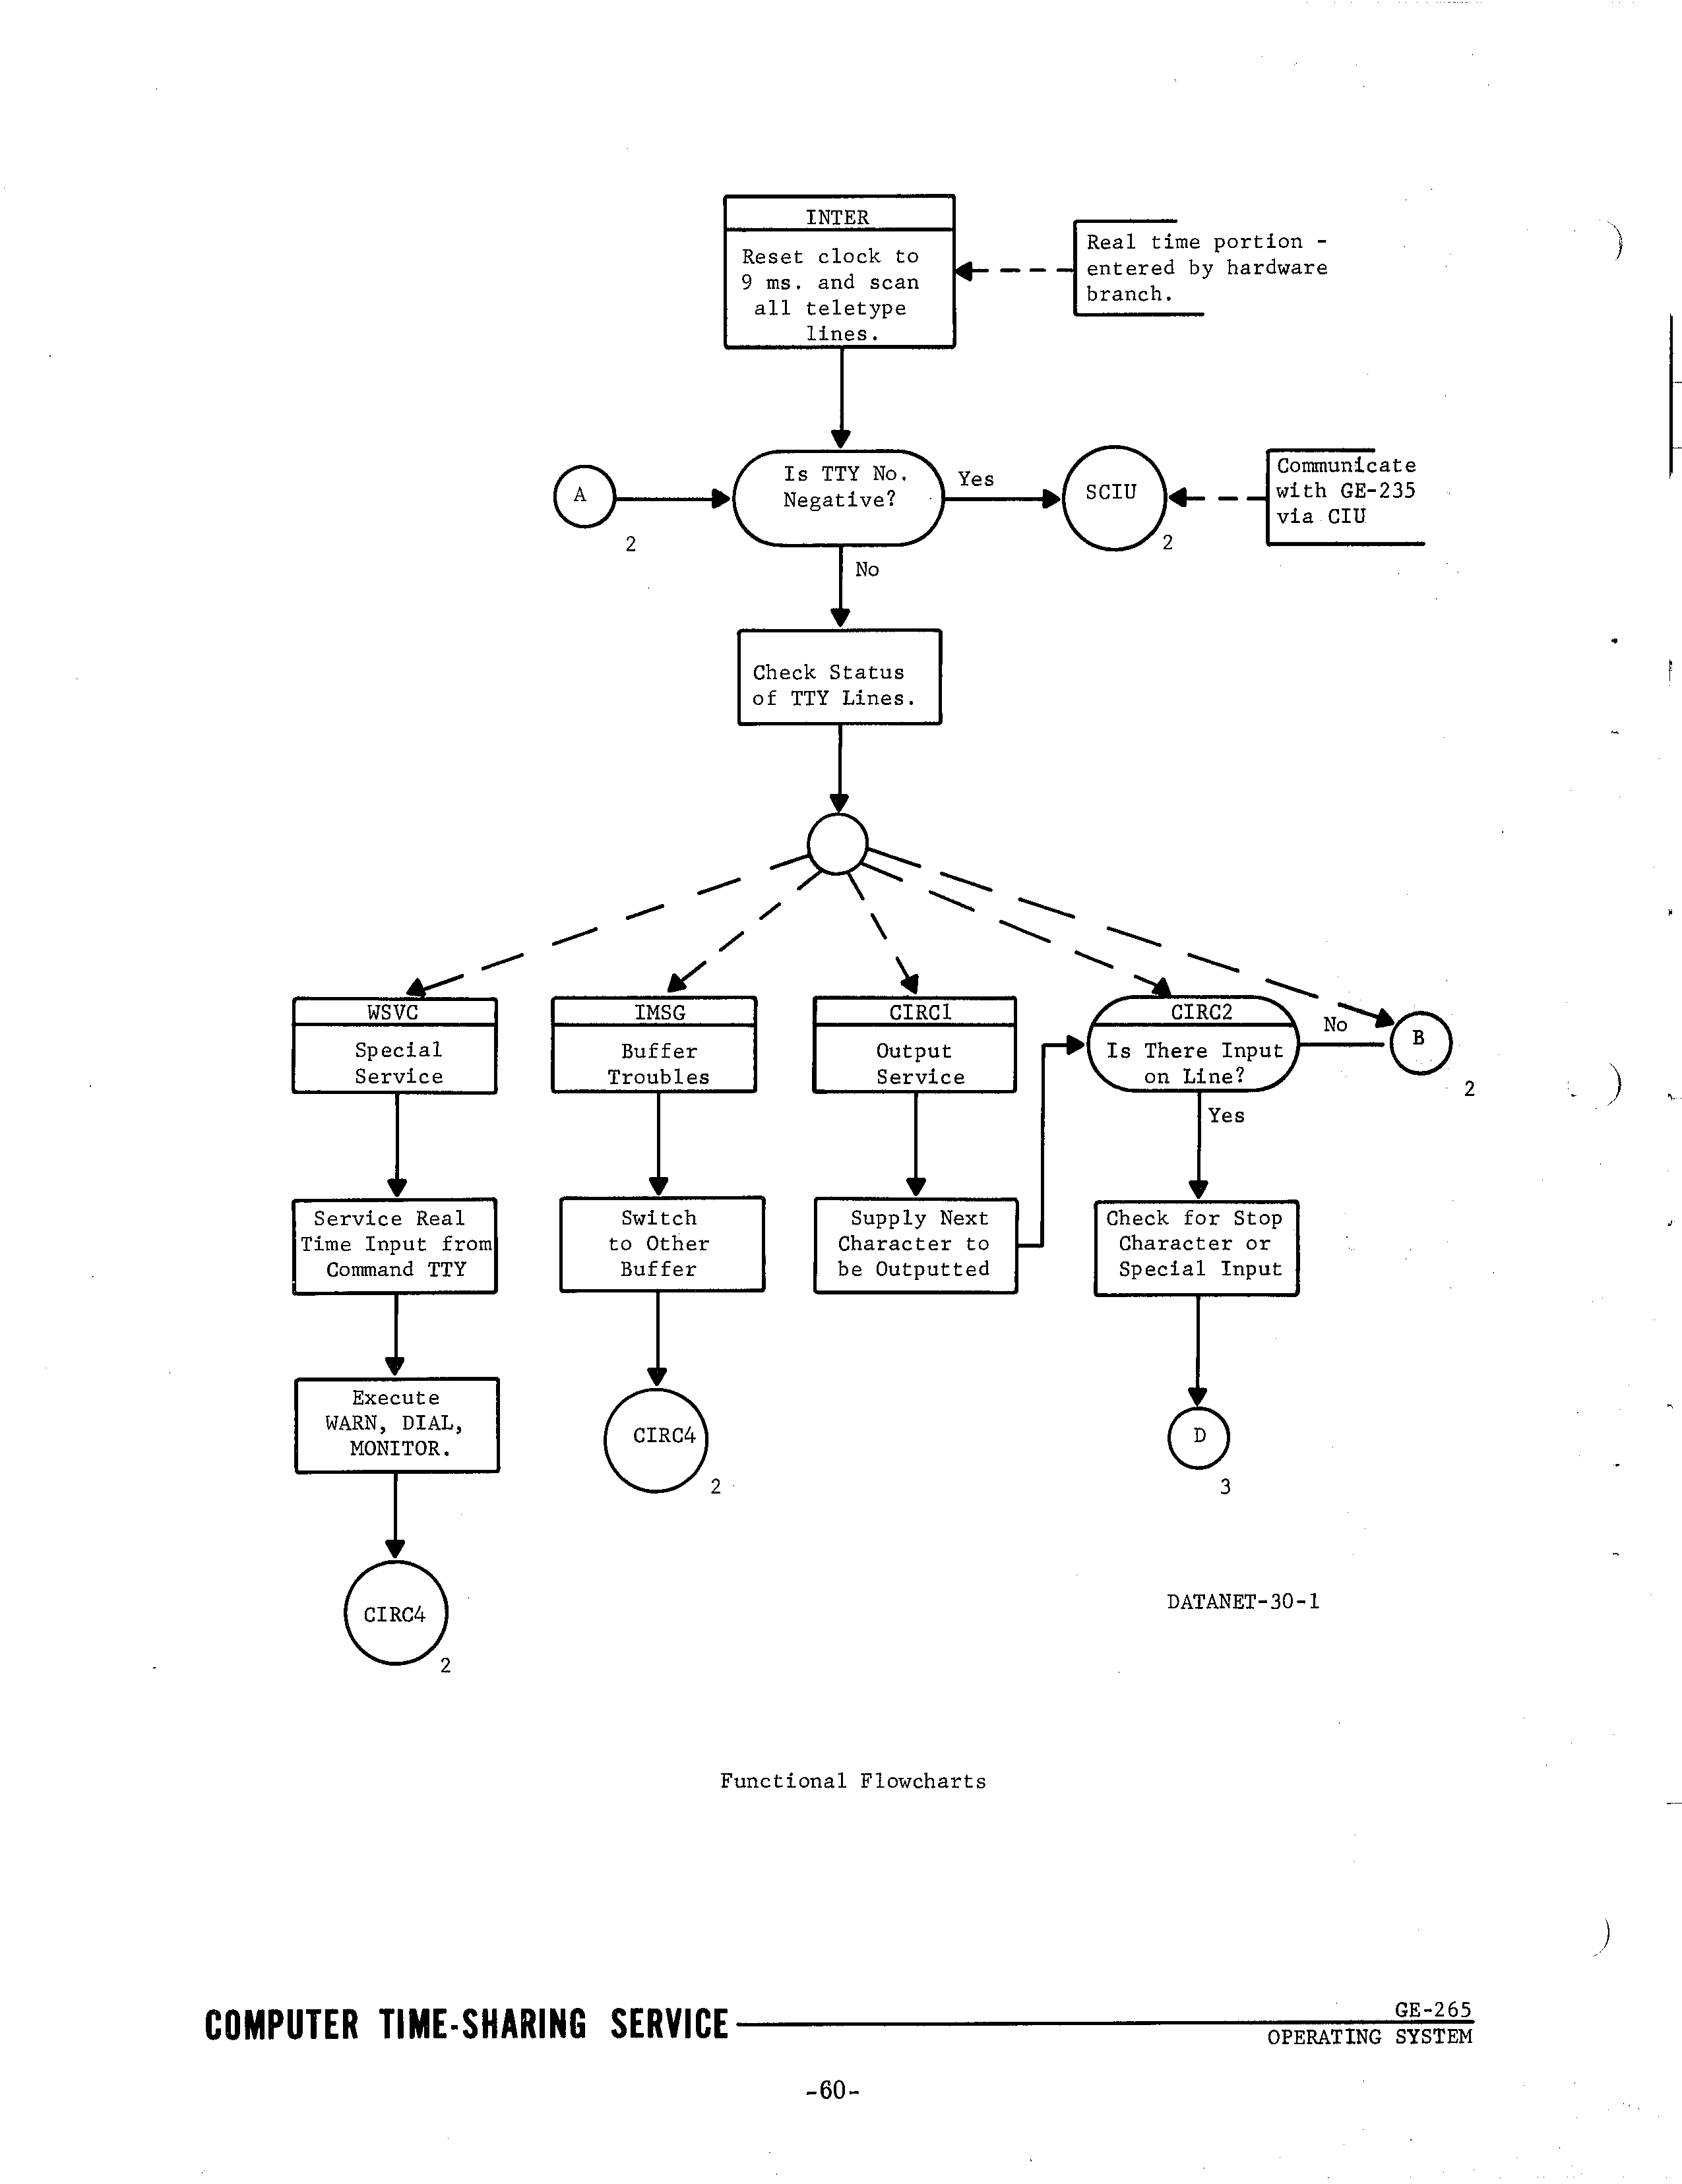 INTER
Reset clock to
9 ms. and scan
all teletype
lines.
Real time portion -
entered by hardware
branch.
A
2
Is TTY No.
Negative?
Yes
SCIU
2
Communicate
with GE-235
via CIU
No
Check Status
of TTY Lines.
WSVC
Special
Service
IMSG
Buffer
Troubles
CIRC1
Output
Service
CIRC2
Is There Input
on Line?
No
B
2
Yes
Service Real
Time Input from
Command TTY
Switch
to Other
Buffer
Supply Next
Character to
be Outputted
Check for Stop
Character or
Special Input
Execute
WARN, DIAL,
MONITOR.
CIRC4
2
D
3
CIRC4
2
DATANET-30-1
Functional Flowcharts
COMPUTER TIME-SHARING SERVICE
GE-265
OPERATING SYSTEM
-60-